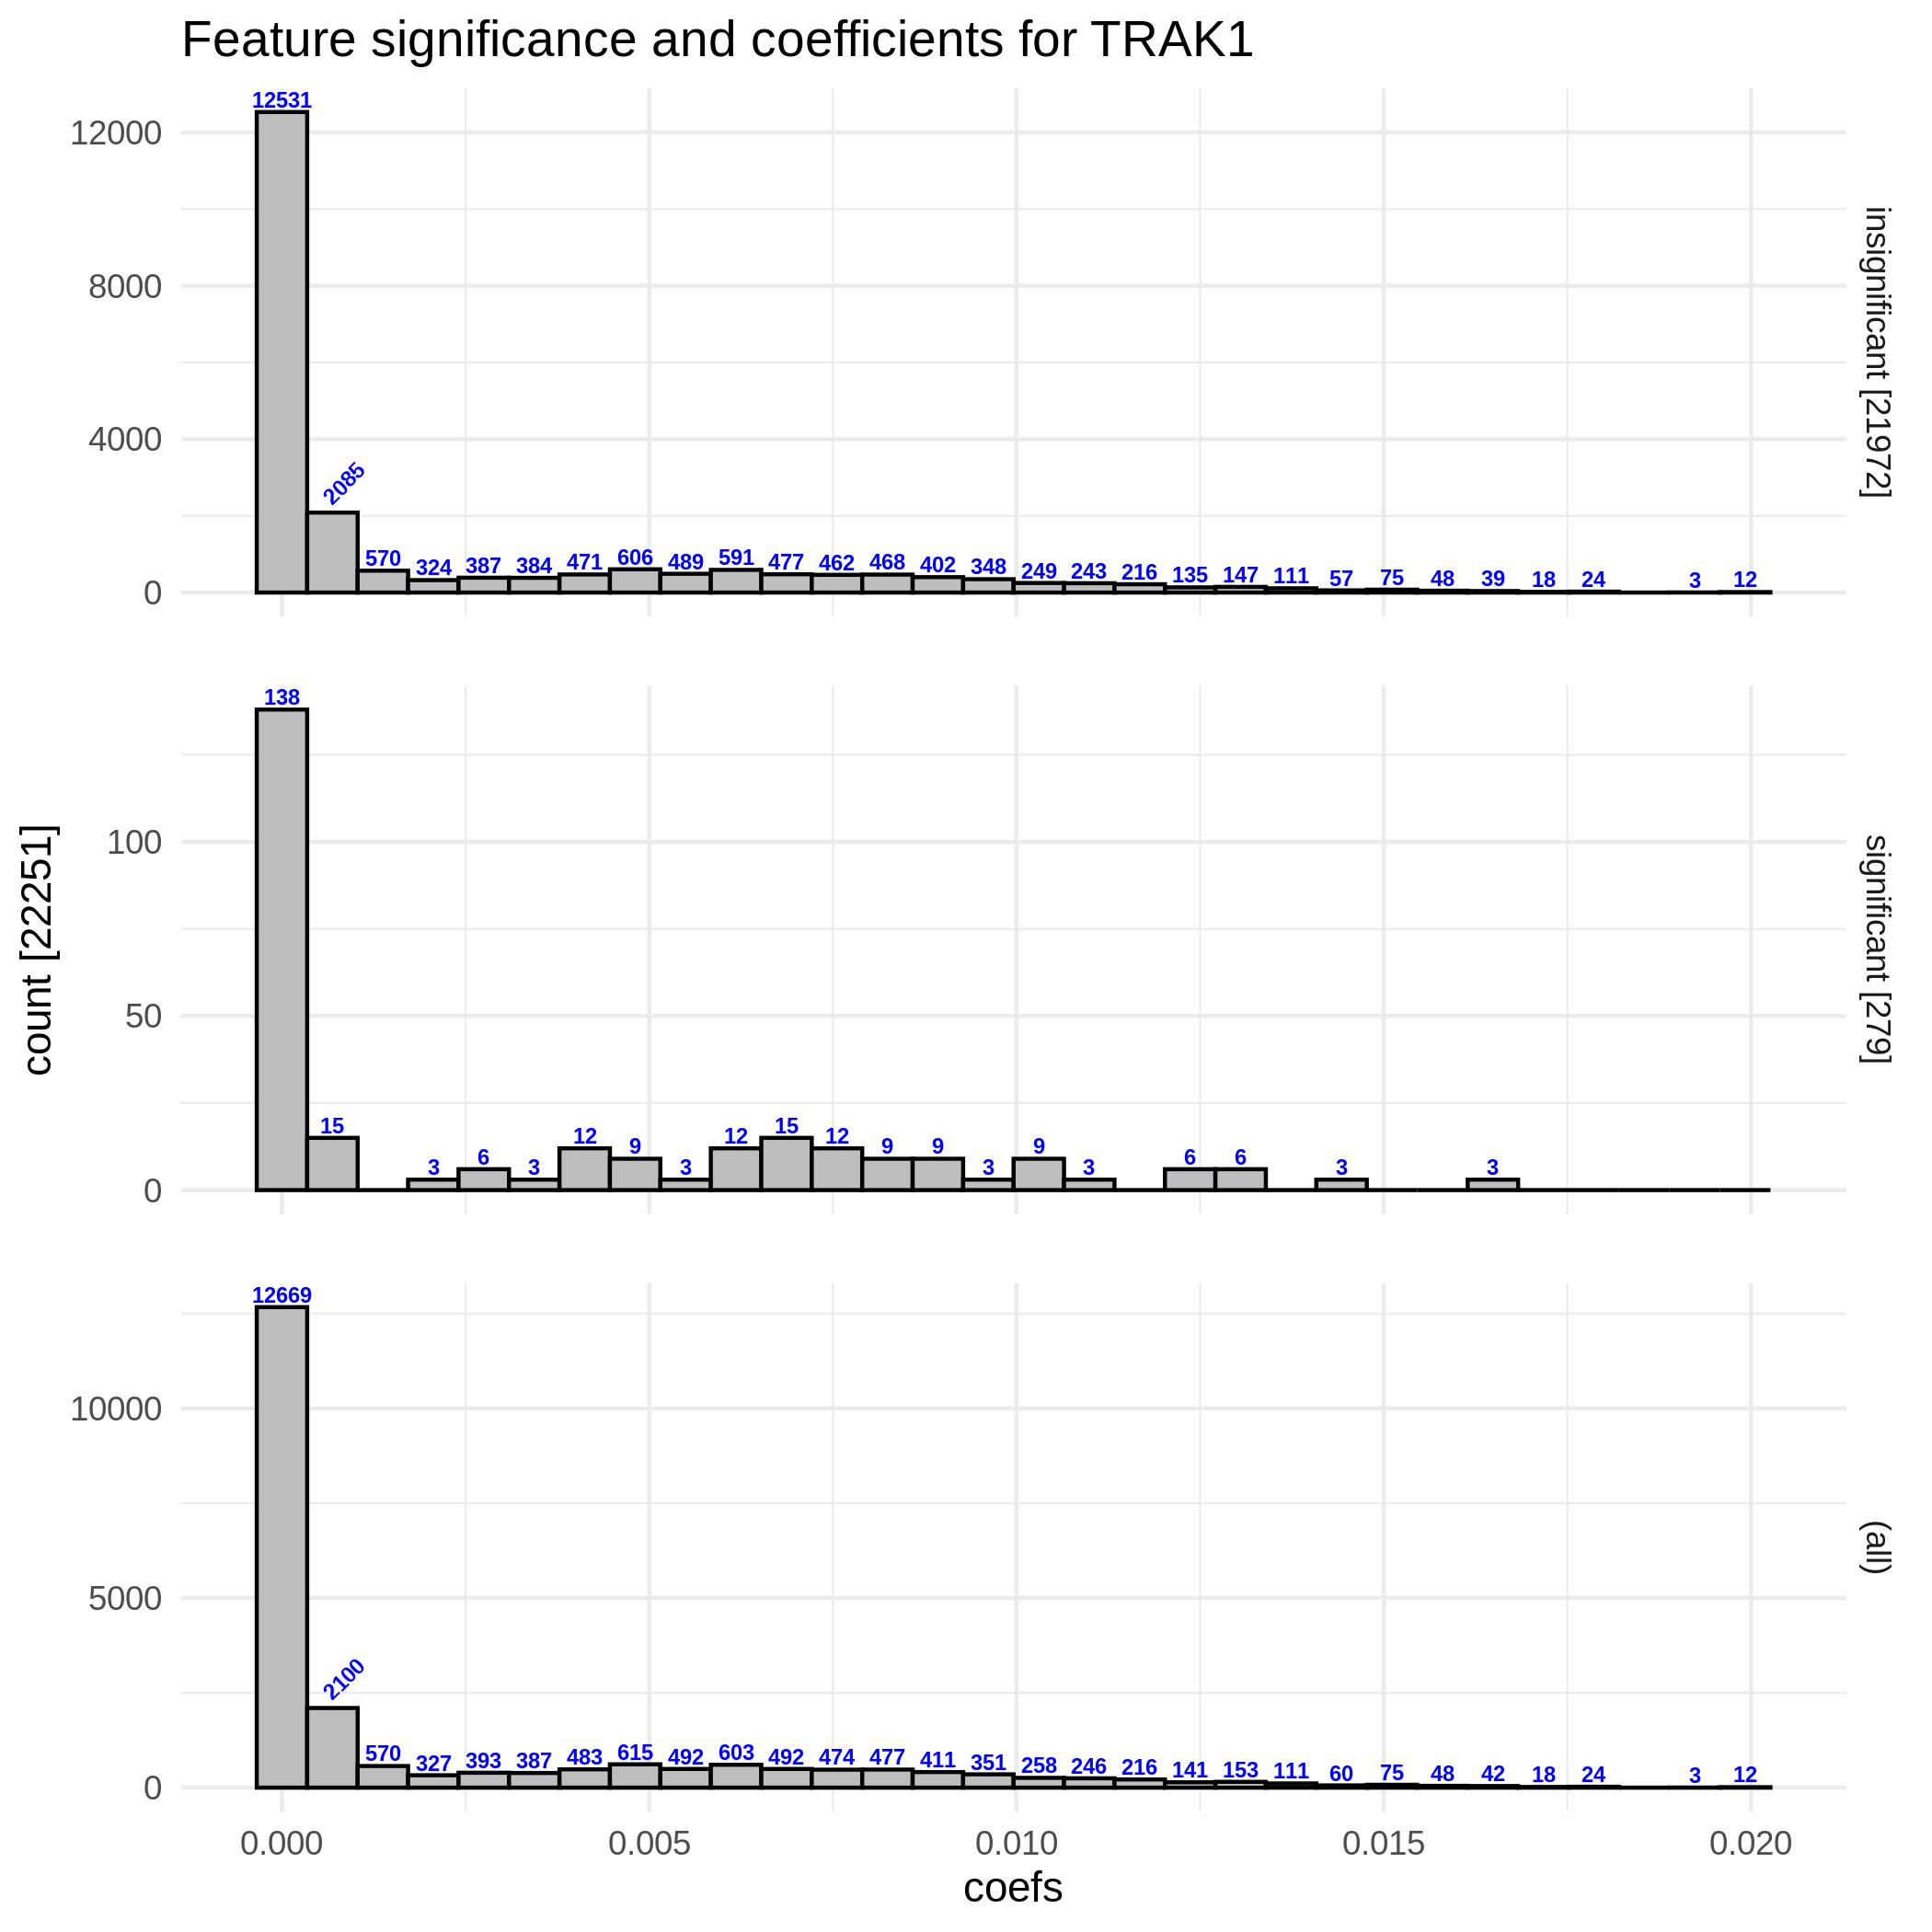 Feature significance and coefficients for TRAK1
12531
12000
8000
4000
2085
570 324 387 384 471 606 489 591 477 462 468 402 348 249 243 216 135 147 111 57 75 48 39 18 24 3 12
0
insignificant [21972]
138
100
50
15 3 6 3 12 9 3 12 15 12 9 9 3 9 3 6 6 3 3
0
significant [279]
count [22251]
12669
10000
5000
2100
570 327 393 387 483 615 492 603 492 474 477 411 351 258 246 216 141 153 111 60 75 48 42 18 24 3 12
0
(all)
0.000 0.005 0.010 0.015 0.020
coefs